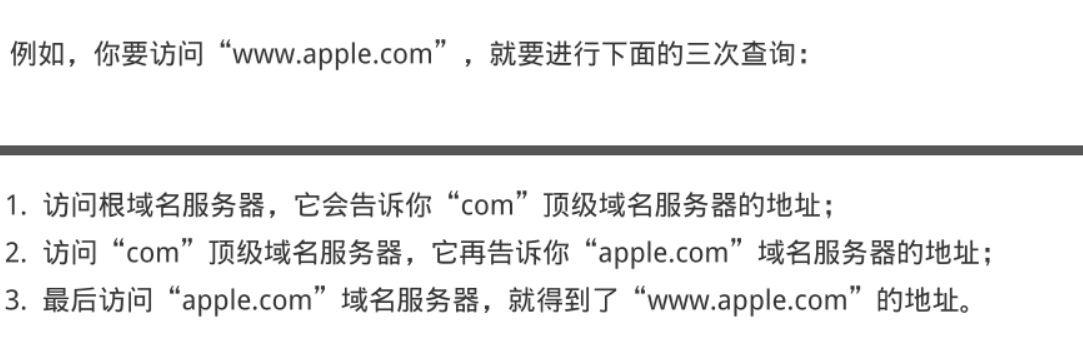 例如，你要访问“www.apple.com”，就要进行下面的三次查询：
1. 访问根域名服务器，它会告诉你“com”顶级域名服务器的地址；
2. 访问“com”顶级域名服务器，它再告诉你“apple.com”域名服务器的地址；
3. 最后访问“apple.com”域名服务器，就得到了“www.apple.com”的地址。